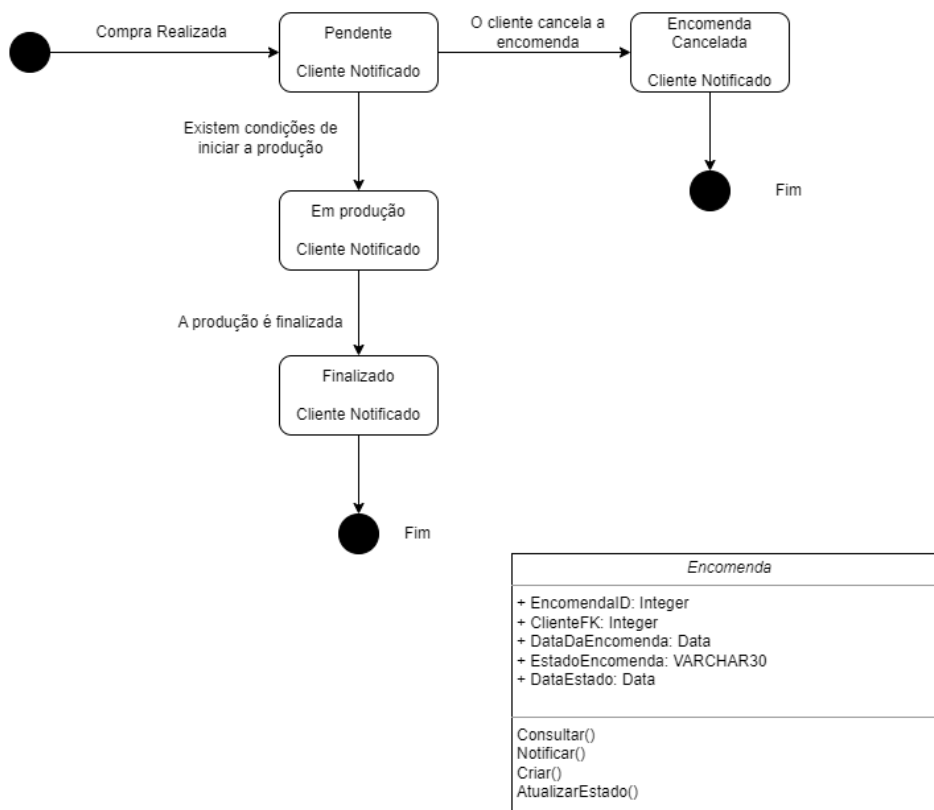 Compra Realizada
Pendente
Cliente Notificado
O cliente cancela a
encomenda
Encomenda
Cancelada
Cliente Notificado
Existem condições de
iniciar a produção
Fim
Em produção
Cliente Notificado
A produção é finalizada
Finalizado
Cliente Notificado
Fim
Encomenda
+ EncomendaID: Integer
+ ClienteFK: Integer
+ DataDaEncomenda: Data
+ EstadoEncomenda: VARCHAR30
+ DataEstado: Data
Consultar()
Notificar()
Criar()
AtualizarEstado()